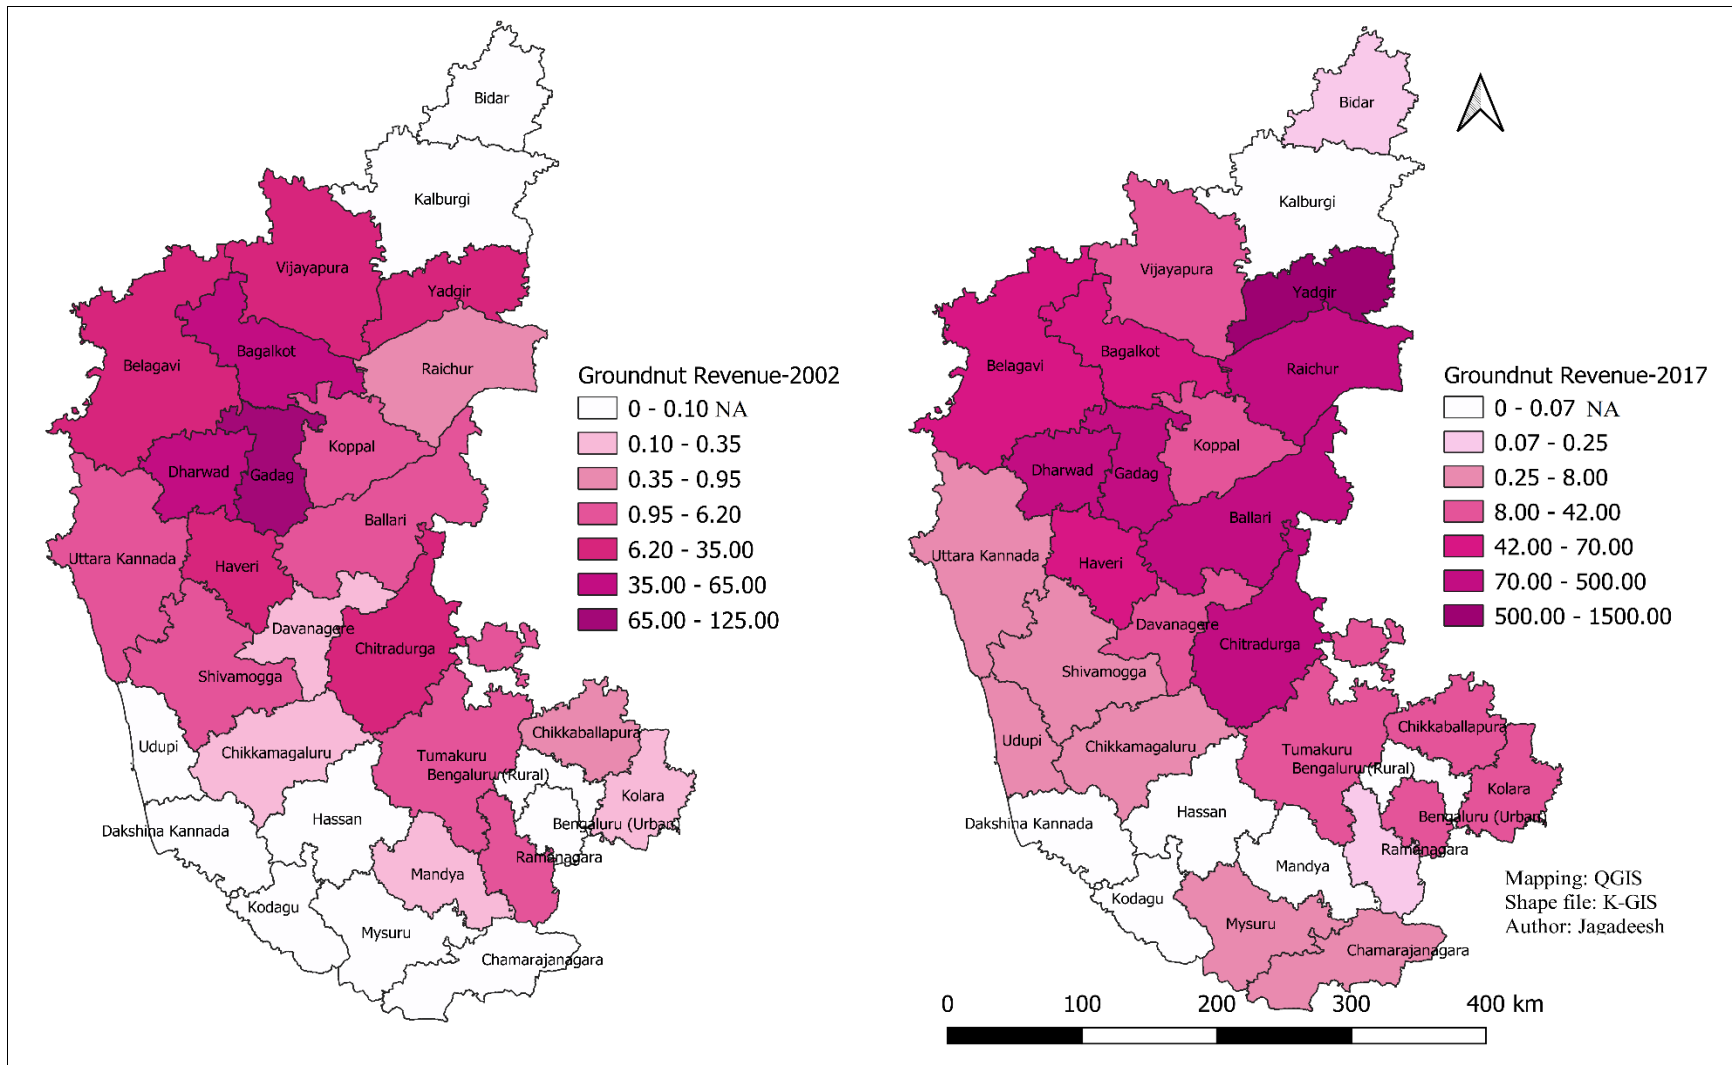 Bidar
Kalburgi
Vijayapura
Yadgir
Belagavi
Bagalkot
Raichur
Koppal
Dharwad
Gadag
Ballari
Uttara Kannada
Haveri
Davanagere
Chitradurga
Shivamogga
Udupi
Chikkamagaluru
Chikkaballapura
Tumakuru
Bengaluru (Rural)
Kolara
Hassan
Dakshina Kannada
Bengaluru (Urban)
Ramanagara
Mandya
Kodagu
Mysuru
Chamarajanagara
Groundnut Revenue-2002
0 - 0.10 NA
0.10 - 0.35
0.35 - 0.95
0.95 - 6.20
6.20 - 35.00
35.00 - 65.00
65.00 - 125.00
Bidar
Kalburgi
Vijayapura
Yadgir
Belagavi
Bagalkot
Raichur
Koppal
Dharwad
Gadag
Ballari
Uttara Kannada
Haveri
Davanagere
Chitradurga
Shivamogga
Udupi
Chikkamagaluru
Chikkaballapura
Tumakuru
Bengaluru (Rural)
Kolara
Hassan
Dakshina Kannada
Bengaluru (Urban)
Ramanagara
Mandya
Kodagu
Mysuru
Chamarajanagara
Groundnut Revenue-2017
0 - 0.07 NA
0.07 - 0.25
0.25 - 8.00
8.00 - 42.00
42.00 - 70.00
70.00 - 500.00
500.00 - 1500.00
Mapping: QGIS
Shape file: K-GIS
Author: Jagadeesh
0 100 200 300 400 km